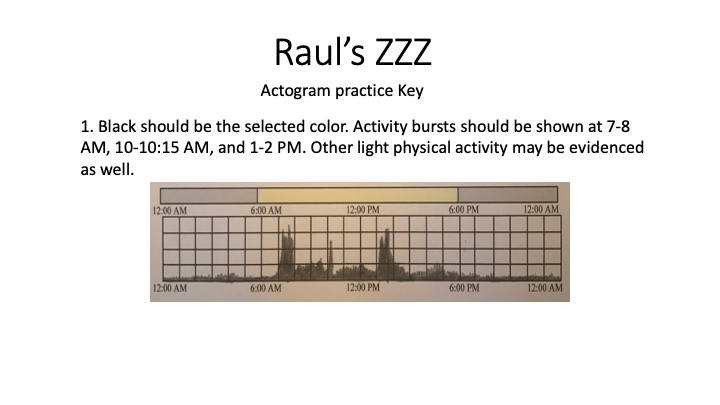 Raul's ZZZ
Actogram practice Key
1. Black should be the selected color. Activity bursts should be shown at 7-8
AM, 10-10:15 AM, and 1-2 PM. Other light physical activity may be evidenced
as well.
12:00 AM 6:00 AM 12:00 PM 6:00 PM 12:00 AM
12:00 AM 6:00 AM 12:00 PM 6:00 PM 12:00 AM